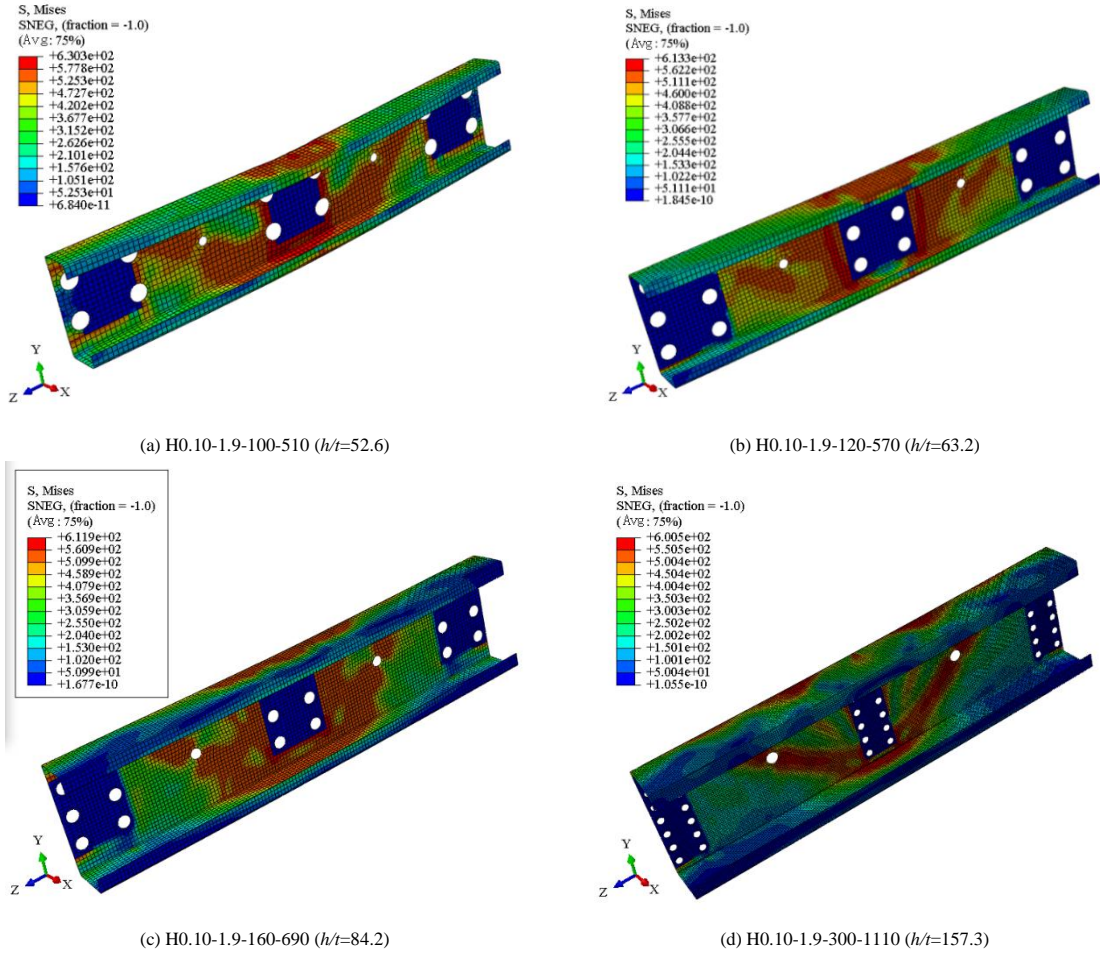 S, Mises
SNEG, (fraction = -1.0)
(Avg: 75%)
+6.303e+02
+5.778e+02
+5.253e+02
+4.727e+02
+4.202e+02
+3.677e+02
+3.152e+02
+2.626e+02
+2.101e+02
+1.576e+02
+1.051e+02
+5.253e+01
+6.840e-11
Y
Z
X
(a) H0.10-1.9-100-510 (h/t=52.6)
S, Mises
SNEG, (fraction = -1.0)
(Avg: 75%)
+6.133e+02
+5.622e+02
+5.111e+02
+4.600e+02
+4.088e+02
+3.577e+02
+3.066e+02
+2.555e+02
+2.044e+02
+1.533e+02
+1.022e+02
+5.111e+01
+1.845e-10
Y
Z
X
(b) H0.10-1.9-120-570 (h/t=63.2)
S, Mises
SNEG, (fraction = -1.0)
(Avg: 75%)
+6.119e+02
+5.609e+02
+5.099e+02
+4.589e+02
+4.079e+02
+3.569e+02
+3.059e+02
+2.550e+02
+2.040e+02
+1.530e+02
+1.020e+02
+5.099e+01
+1.677e-10
Y
Z
X
(c) H0.10-1.9-160-690 (h/t=84.2)
S, Mises
SNEG, (fraction = -1.0)
(Avg: 75%)
+6.005e+02
+5.505e+02
+5.004e+02
+4.504e+02
+4.004e+02
+3.503e+02
+3.003e+02
+2.502e+02
+2.002e+02
+1.501e+02
+1.001e+02
+5.004e+01
+1.055e-10
Y
Z
X
(d) H0.10-1.9-300-1110 (h/t=157.3)